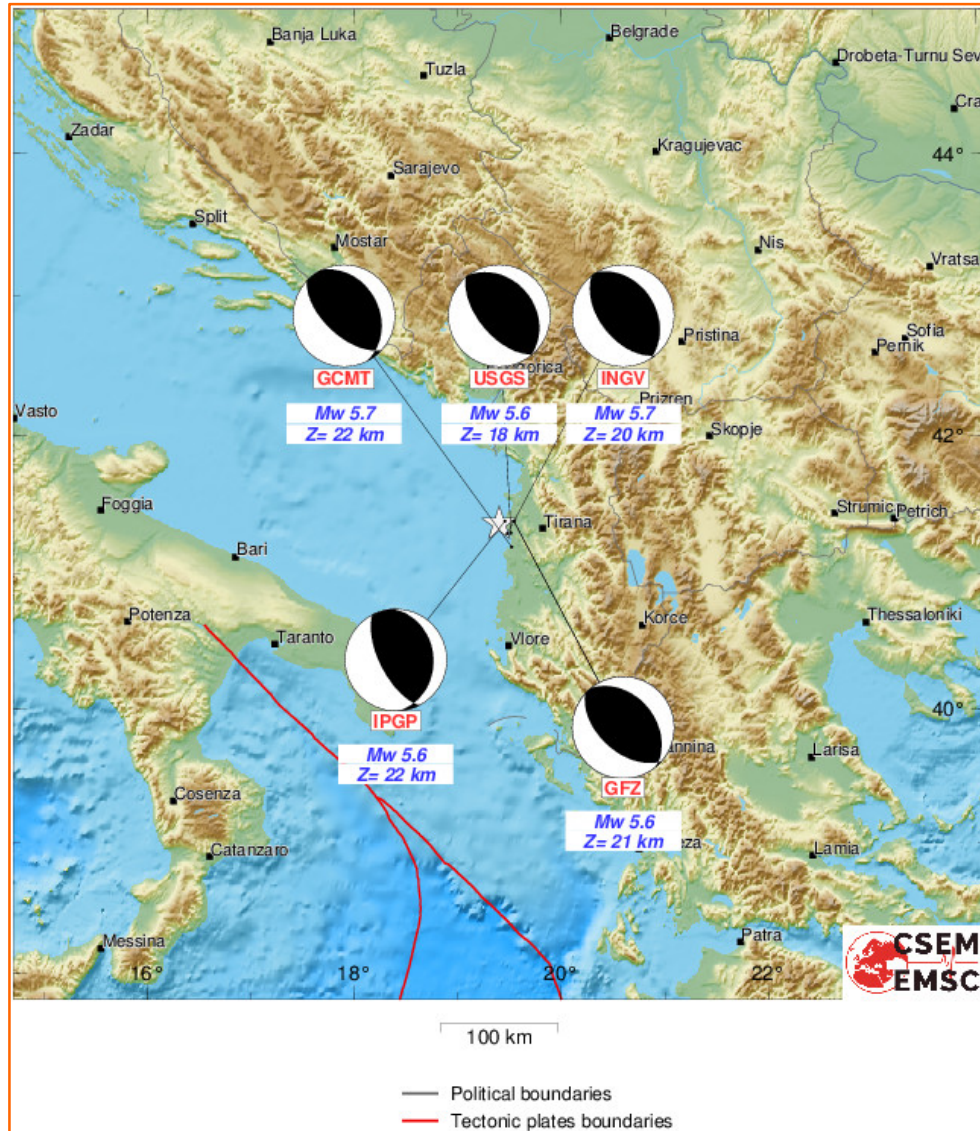 Banja Luka
Belgrade
Drobeta-Turnu Sev
Tuzla
Cra
Zadar
Kragujevac
44°
Sarajevo
Split
Mostar
Nis
Vratsa
Sofia
Pristina
Pernik
GCMT
USGS
INGV
Prizren
Mw 5.7
Z= 22 km
Mw 5.6
Z= 18 km
Mw 5.7
Z= 20 km
Vasto
Skopje
42°
Foggia
Strumic
Petrich
Tirana
Bari
Potenza
Korce
Thessaloniki
Taranto
Vlore
IPGP
40°
Mw 5.6
Z= 22 km
annina
Larisa
GFZ
Cosenza
Mw 5.6
Z= 21 km
eza
Catanzaro
Lamia
Messina
Patra
CSEM
EMSC
16°
18°
20°
22°
100 km
Political boundaries
Tectonic plates boundaries